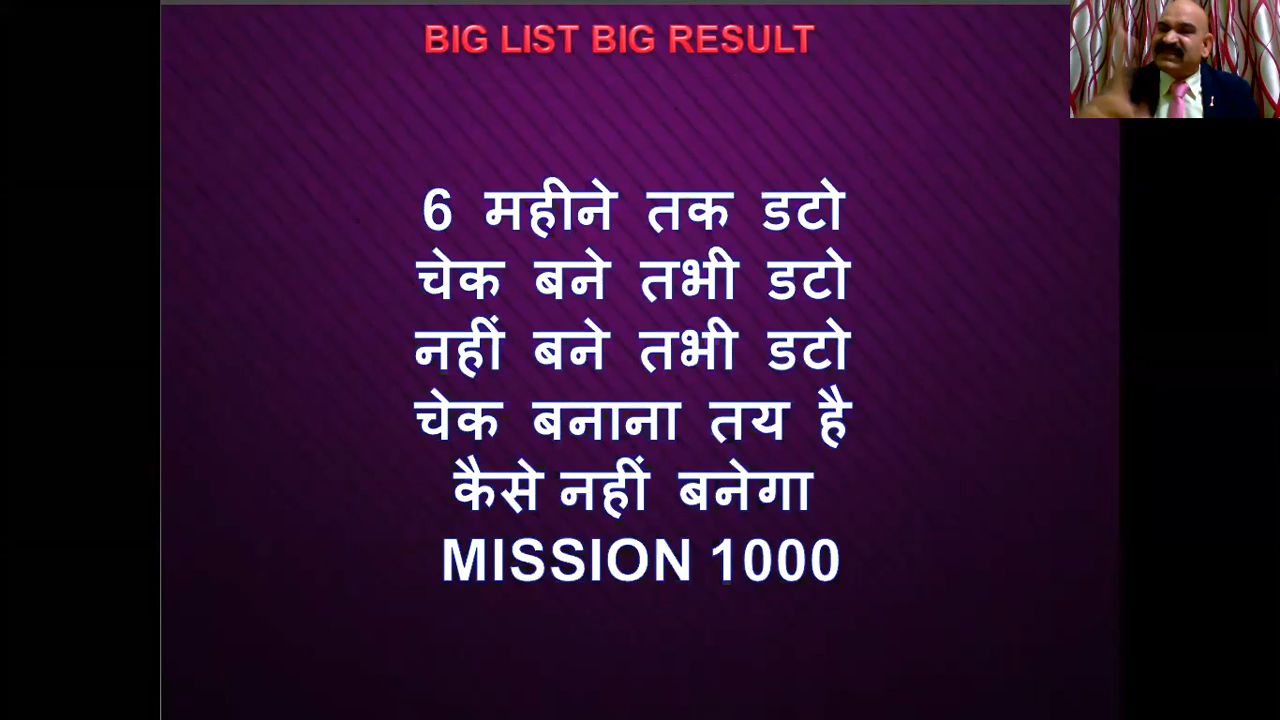 BIG LIST BIG RESULT
6 महीने तक डटो
चेक बने तभी डटो
नहीं बने तभी डटो
चेक बनाना तय है
कैसे नहीं बनेगा
MISSION 1000